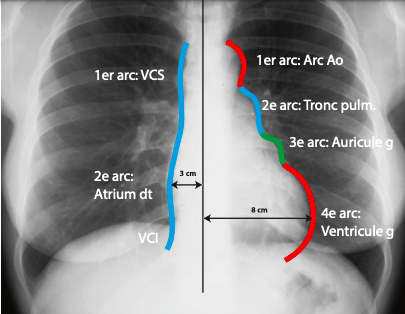 1er arc: VCS
1er arc: Arc Ao
2e arc: Tronc pulm.
3e arc: Auricule g
2e arc:
Atrium dt
3 cm
8 cm
4e arc:
Ventricule g
VCI